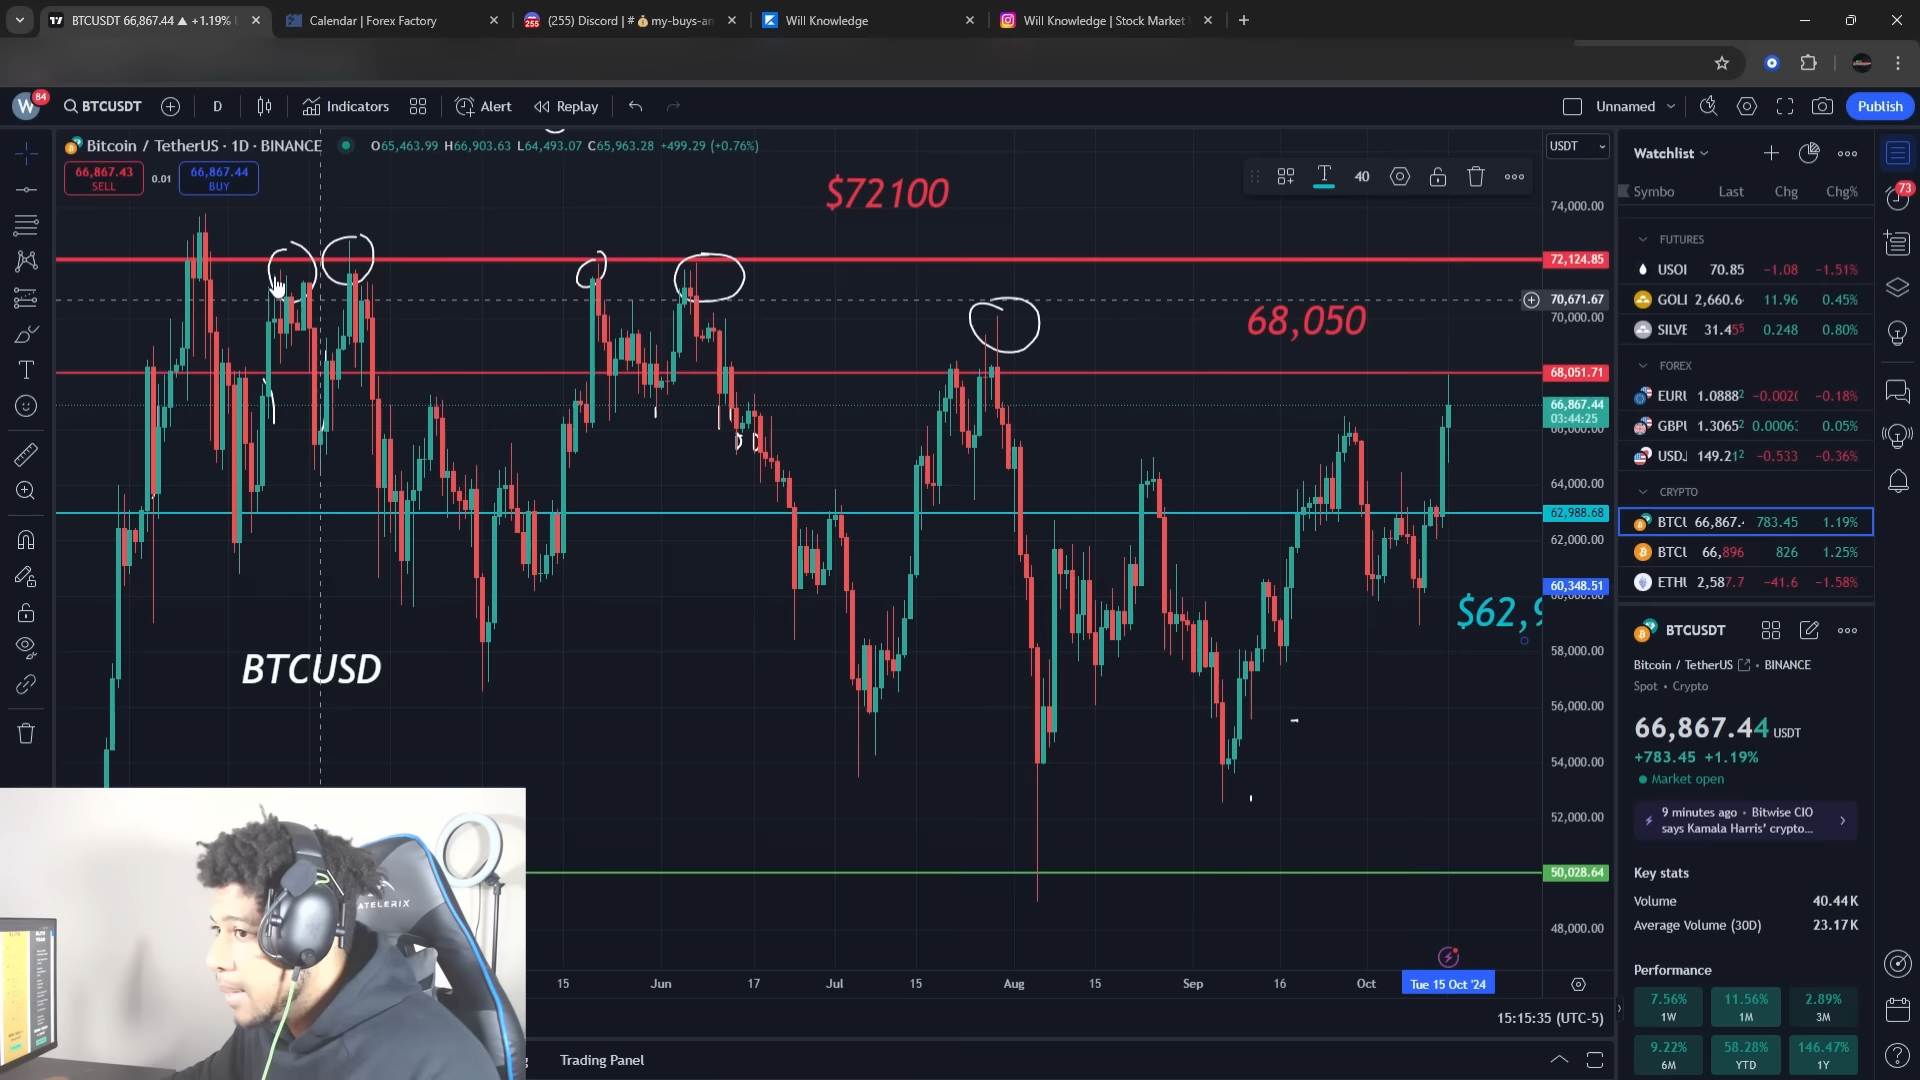 BTCUSDT 66,867.44 ▲ +1.19%
Calendar | Forex Factory
(255) Discord | # 💰my-buys-an
Will Knowledge
Will Knowledge | Stock Market
W 84 BTCUSDT D Indicators Alert Replay Unnamed Publish
Bitcoin / TetherUS · 1D · BINANCE O65,463.99 H66,903.63 L64,493.07 C65,963.28 +499.29 (+0.76%)
66,867.43
SELL
0.01
66,867.44
BUY
40
USDT
$72100
68,050
BTCUSD
$62,9
74,000.00
72,124.85
70,671.67
70,000.00
68,051.71
66,867.44
03:44:25
66,000.00
64,000.00
62,988.68
62,000.00
60,348.51
60,000.00
58,000.00
56,000.00
54,000.00
52,000.00
50,028.64
48,000.00
15 Jun 17 Jul 15 Aug 15 Sep 16 Oct Tue 15 Oct '24
15:15:35 (UTC-5)
Trading Panel
Watchlist
Symbo Last Chg Chg%
FUTURES
USOI 70.85 −1.08 −1.51%
GOLI 2,660.6 11.96 0.45%
SILVE 31.455 0.248 0.80%
FOREX
EURU 1.08882 −0.0020 −0.18%
GBPU 1.30652 0.00063 0.05%
USDJ 149.212 −0.533 −0.36%
CRYPTO
BTCU 66,867. 783.45 1.19%
BTCU 66,896 826 1.25%
ETHU 2,587.7 −41.6 −1.58%
BTCUSDT
Bitcoin / TetherUS • BINANCE
Spot • Crypto
66,867.44 USDT
+783.45 +1.19%
Market open
9 minutes ago • Bitwise CIO
says Kamala Harris' crypto...
Key stats
Volume 40.44K
Average Volume (30D) 23.17K
Performance
7.56%
1W
11.56%
1M
2.89%
3M
9.22%
6M
58.28%
YTD
146.47%
1Y
73
ATELERIX